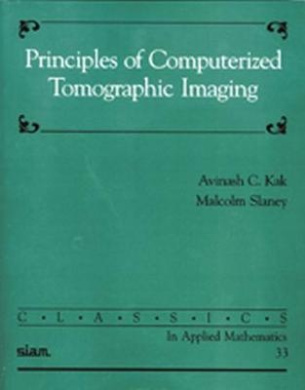 Principles of Computerized
Tomographic Imaging
Avinash C. Kak
Malcolm Slaney
C • L • A • S • S • I • C • S
In Applied Mathematics
siam.
33